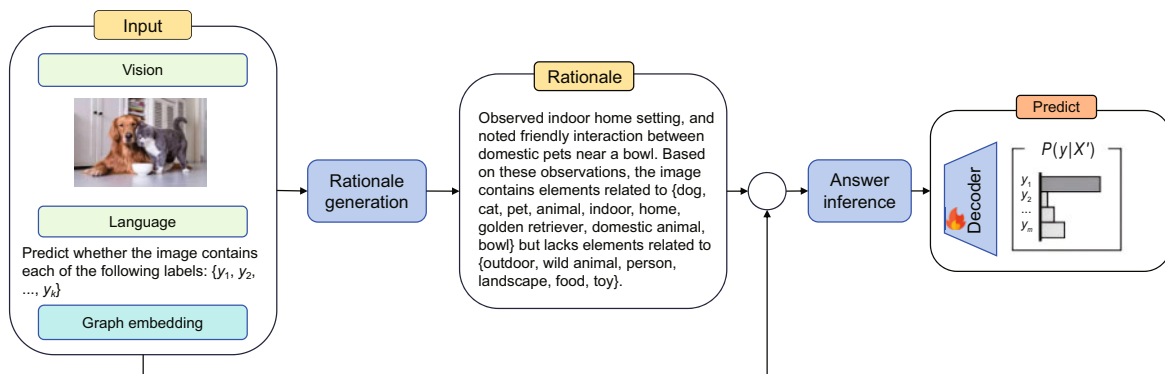 Input
Vision
Language
Predict whether the image contains
each of the following labels: {y1, y2,
..., yk}
Graph embedding
Rationale
generation
Rationale
Observed indoor home setting, and
noted friendly interaction between
domestic pets near a bowl. Based
on these observations, the image
contains elements related to {dog,
cat, pet, animal, indoor, home,
golden retriever, domestic animal,
bowl} but lacks elements related to
{outdoor, wild animal, person,
landscape, food, toy}.
Answer
inference
Predict
Decoder
P(y|X′)
y1
y2
...
ym